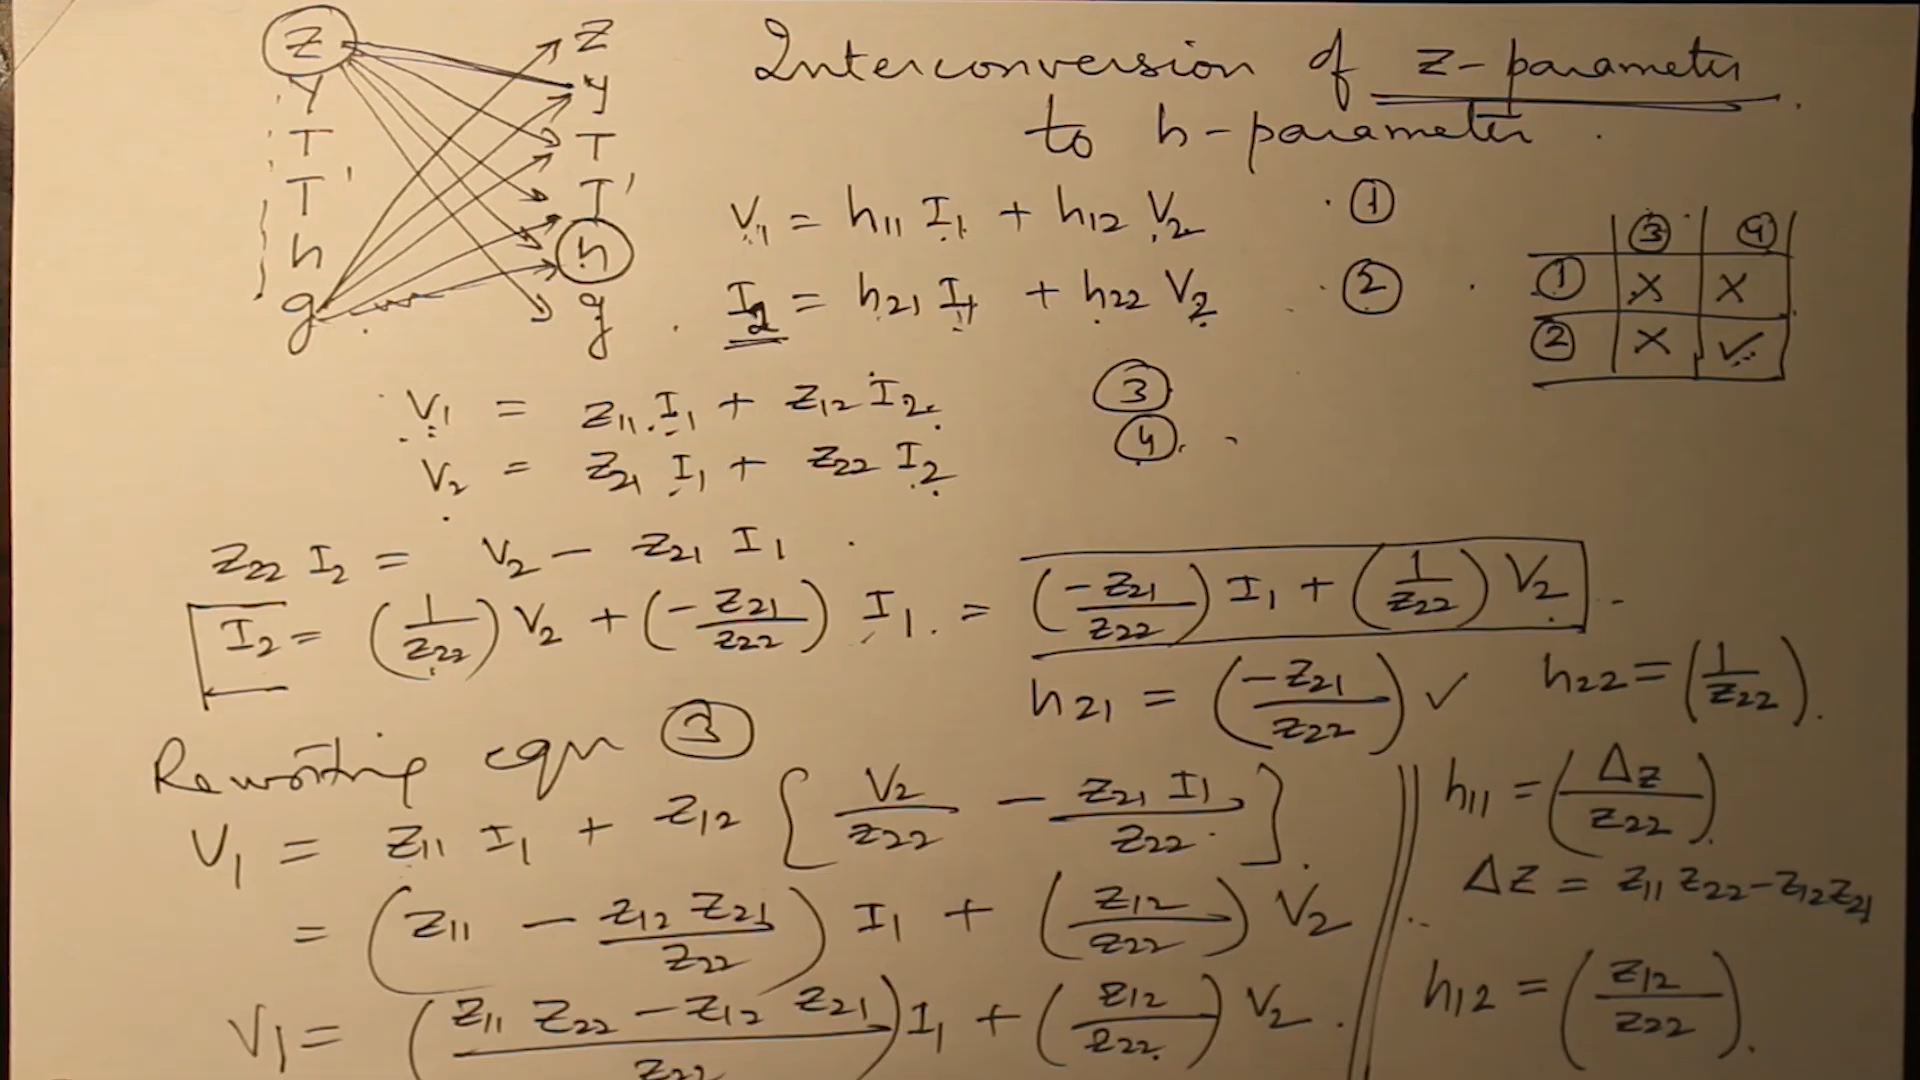 Interconversion of z-parameter
to h-parameter.
Z Z
Y Y
T T
T' T'
h h
g g
V1 = h11 I1 + h12 V2 ①
I2 = h21 I1 + h22 V2 ②
③ ④
① X X
② X ✓
V1 = Z11 I1 + Z12 I2 ③
V2 = Z21 I1 + Z22 I2 ④
Z22 I2 = V2 - Z21 I1
I2 = (1/Z22) V2 + (-Z21/Z22) I1 = (-Z21/Z22) I1 + (1/Z22) V2
h21 = (-Z21/Z22) ✓ h22 = (1/Z22)
Rewriting eqn ③
V1 = Z11 I1 + Z12 [V2/Z22 - Z21 I1/Z22]
= (Z11 - Z12 Z21/Z22) I1 + (Z12/Z22) V2
V1 = (Z11 Z22 - Z12 Z21/Z22) I1 + (Z12/Z22) V2
h11 = (ΔZ/Z22)
ΔZ = Z11 Z22 - Z12 Z21
h12 = (Z12/Z22)